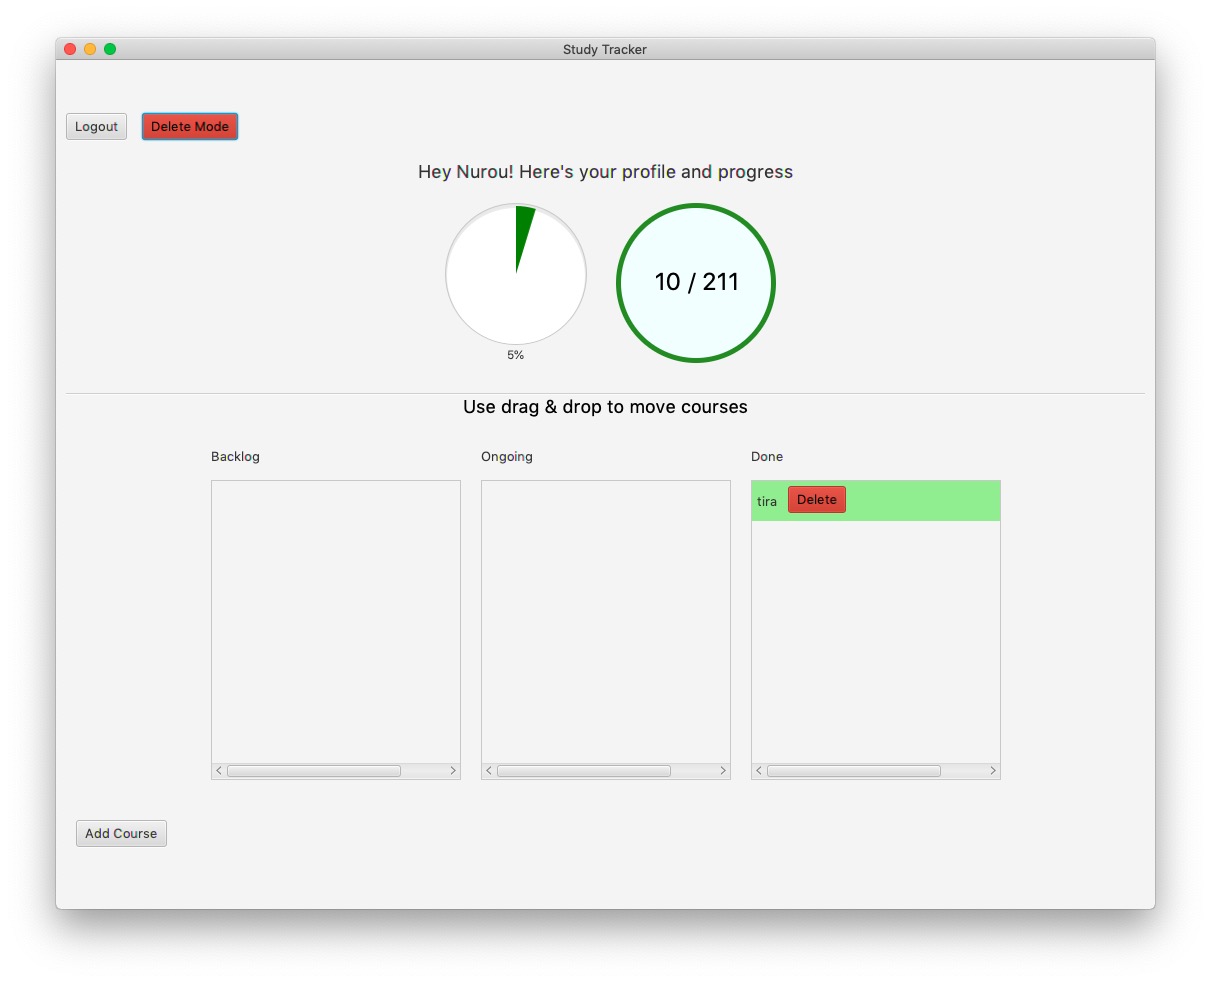 Study Tracker
Logout Delete Mode
Hey Nurou! Here's your profile and progress
10 / 211
5%
Use drag & drop to move courses
Backlog Ongoing Done
tira Delete
Add Course